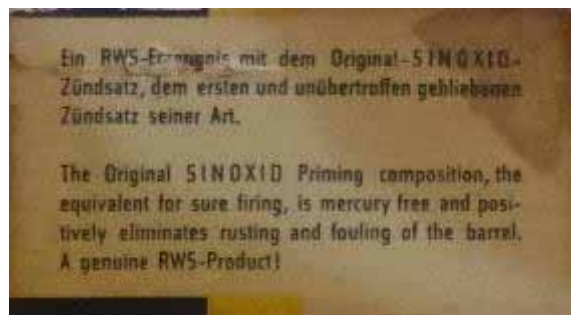 Ein RWS-Erzeugnis mit dem Original-SINOXID-
Zündsatz, dem ersten und unübertroffen gebliebenen
Zündsatz seiner Art.
The Original SINOXID Priming composition, the
equivalent for sure firing, is mercury free and posi-
tively eliminates rusting and fouling of the barrel.
A genuine RWS-Product!